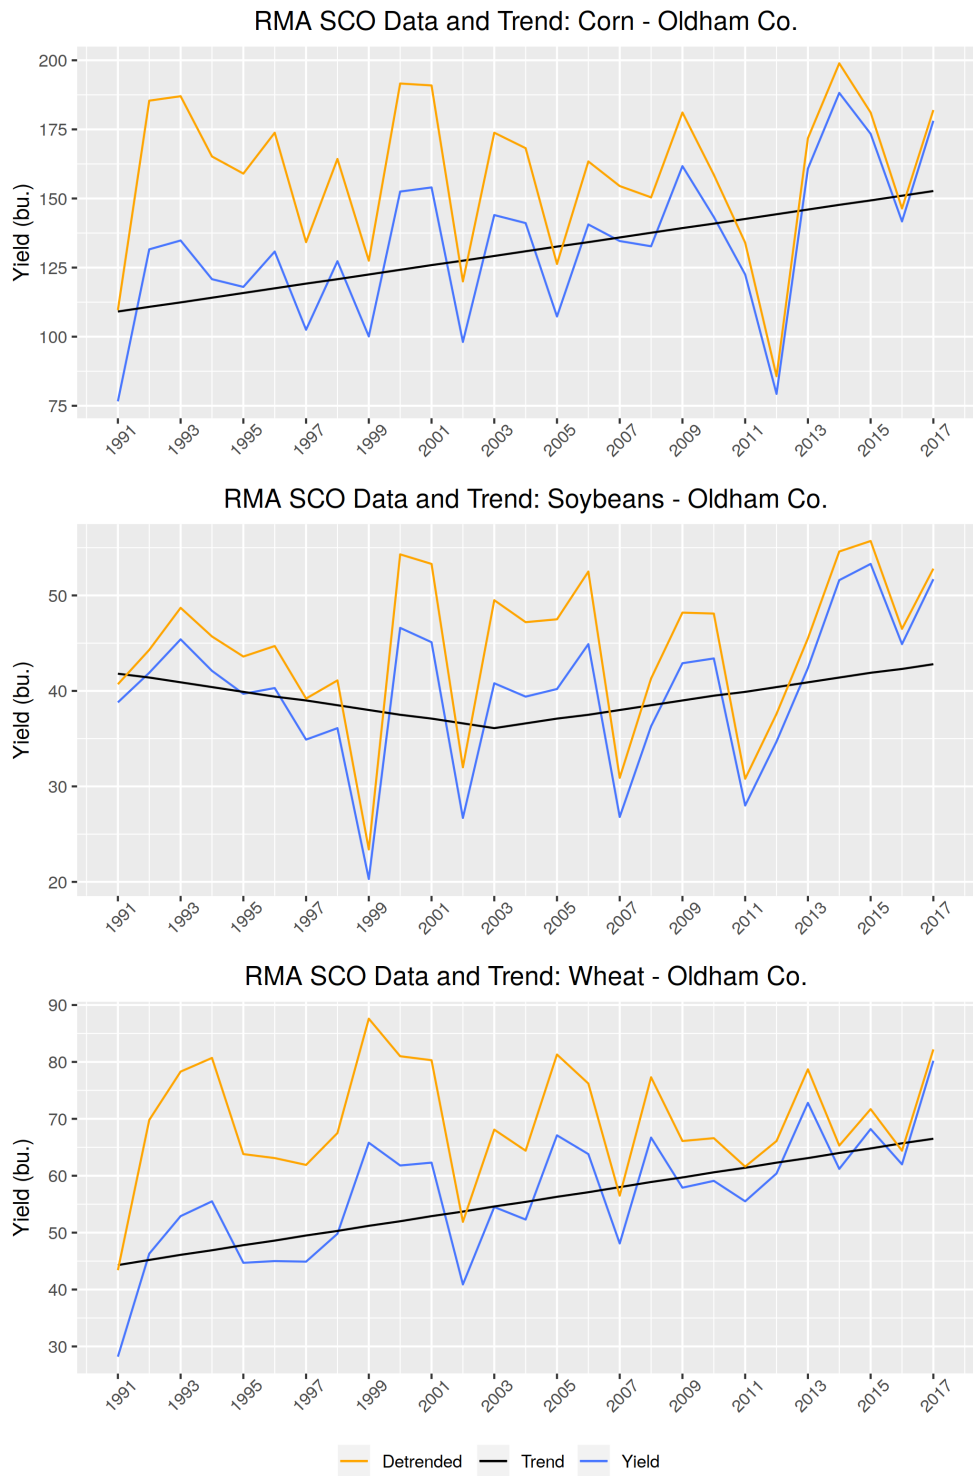 RMA SCO Data and Trend: Corn - Oldham Co.
200
175
150
125
100
75
Yield (bu.)
1991 1993 1995 1997 1999 2001 2003 2005 2007 2009 2011 2013 2015 2017
RMA SCO Data and Trend: Soybeans - Oldham Co.
50
40
30
20
Yield (bu.)
1991 1993 1995 1997 1999 2001 2003 2005 2007 2009 2011 2013 2015 2017
RMA SCO Data and Trend: Wheat - Oldham Co.
90
80
70
60
50
40
30
Yield (bu.)
1991 1993 1995 1997 1999 2001 2003 2005 2007 2009 2011 2013 2015 2017
Detrended Trend Yield